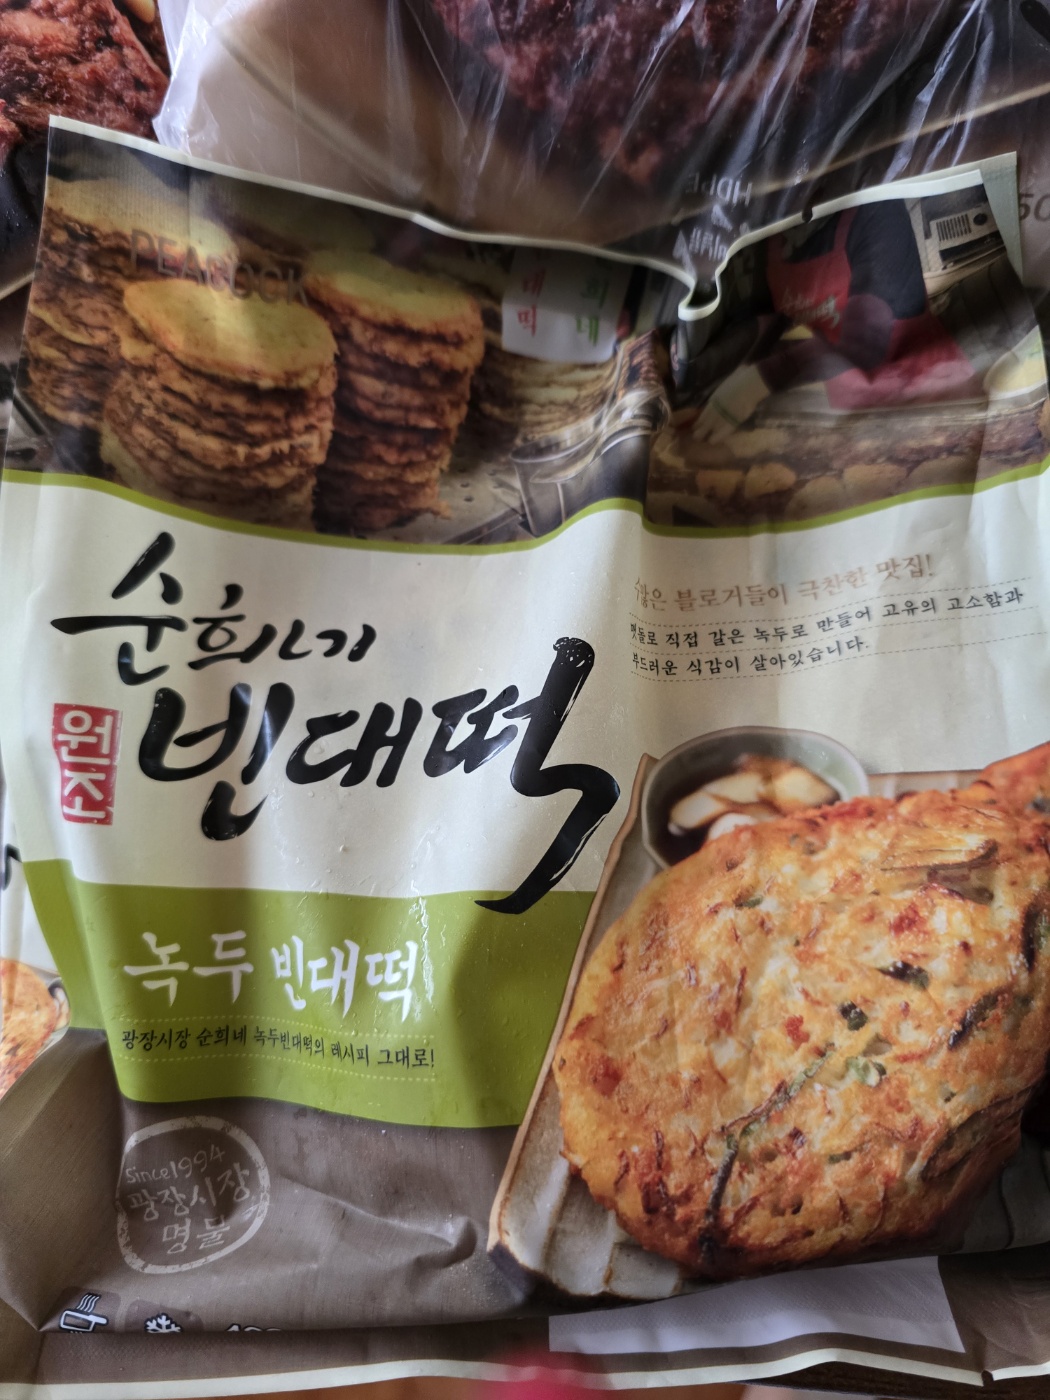 HDPE
PEACOCK
순희네
빈대떡
원조
수많은 블로거들이 극찬한 맛집!
맷돌로 직접 갈은 녹두로 만들어 고유의 고소함과
부드러운 식감이 살아있습니다.
녹두 빈대떡
광장시장 순희네 녹두빈대떡의 레시피 그대로!
Since1994
광장시장
명물